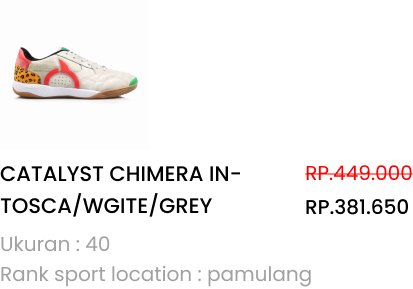 CATALYST CHIMERA IN-
TOSCA/WGITE/GREY
RP.449.000
RP.381.650
Ukuran : 40
Rank sport location : pamulang